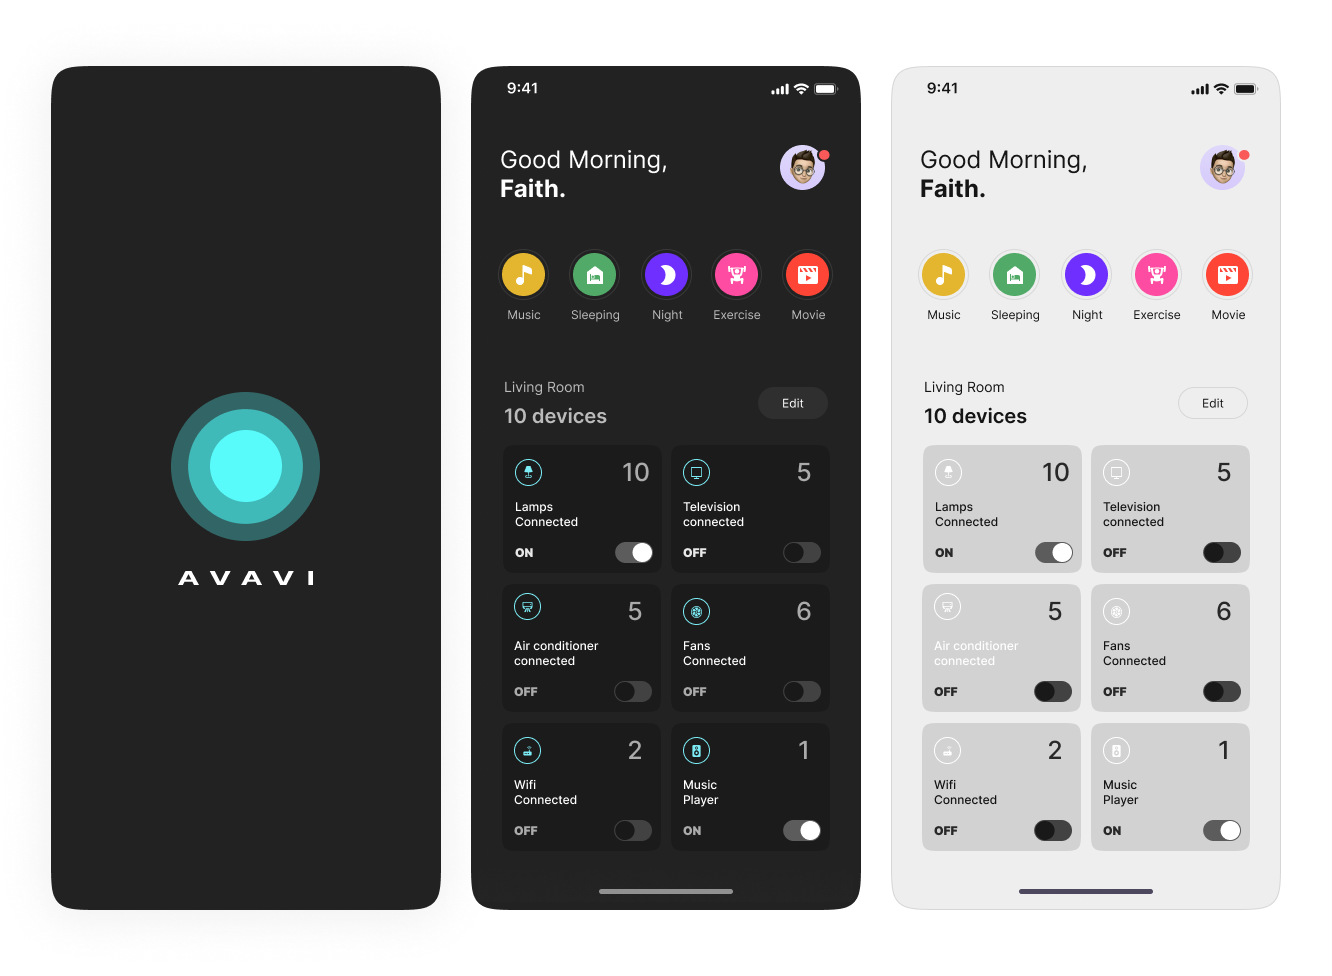 AVAVI
9:41
Good Morning,
Faith.
Music
Sleeping
Night
Exercise
Movie
Living Room
10 devices
Edit
10
Lamps
Connected
ON
5
Television
connected
OFF
5
Air conditioner
connected
OFF
6
Fans
Connected
OFF
2
Wifi
Connected
OFF
1
Music
Player
ON
9:41
Good Morning,
Faith.
Music
Sleeping
Night
Exercise
Movie
Living Room
10 devices
Edit
10
Lamps
Connected
ON
5
Television
connected
OFF
5
Air conditioner
connected
OFF
6
Fans
Connected
OFF
2
Wifi
Connected
OFF
1
Music
Player
ON